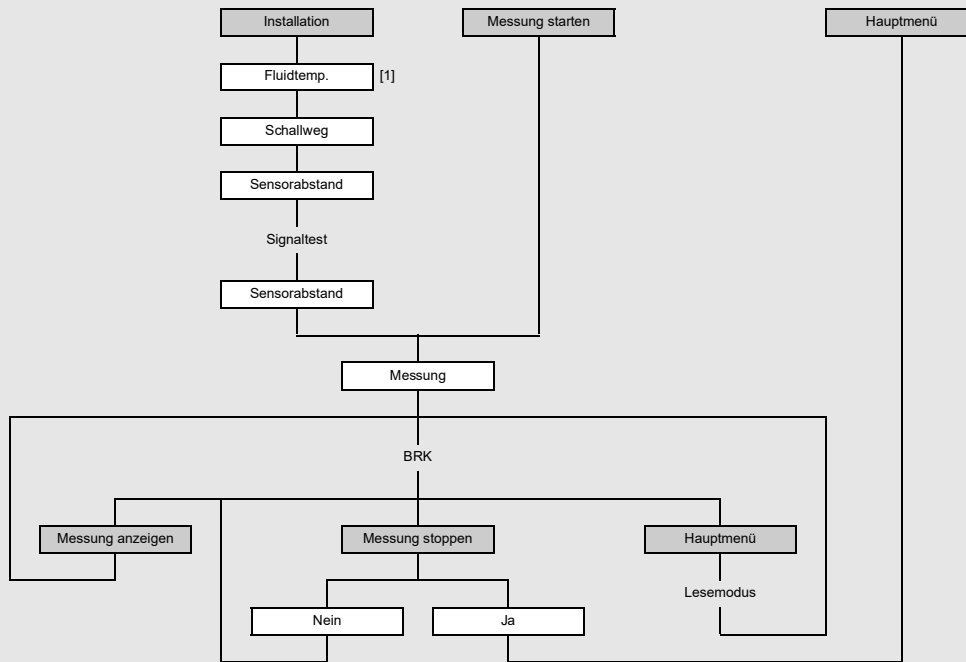 Installation
Messung starten
Hauptmenü
Fluidtemp.
[1]
Schallweg
Sensorabstand
Signaltest
Sensorabstand
Messung
BRK
Messung anzeigen
Messung stoppen
Hauptmenü
Lesemodus
Nein
Ja